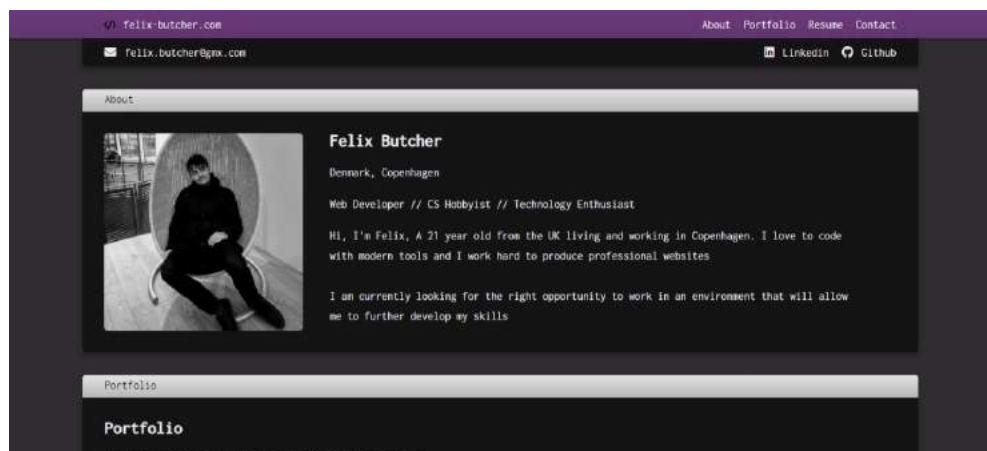 </> felix-butcher.com
About Portfolio Resume Contact
felix.butcher@gmx.com
Linkedin Github
About
Felix Butcher
Denmark, Copenhagen
Web Developer // CS Hobbyist // Technology Enthusiast
Hi, I'm Felix, A 21 year old from the UK living and working in Copenhagen. I love to code
with modern tools and I work hard to produce professional websites
I am currently looking for the right opportunity to work in an environment that will allow
me to further develop my skills
Portfolio
Portfolio